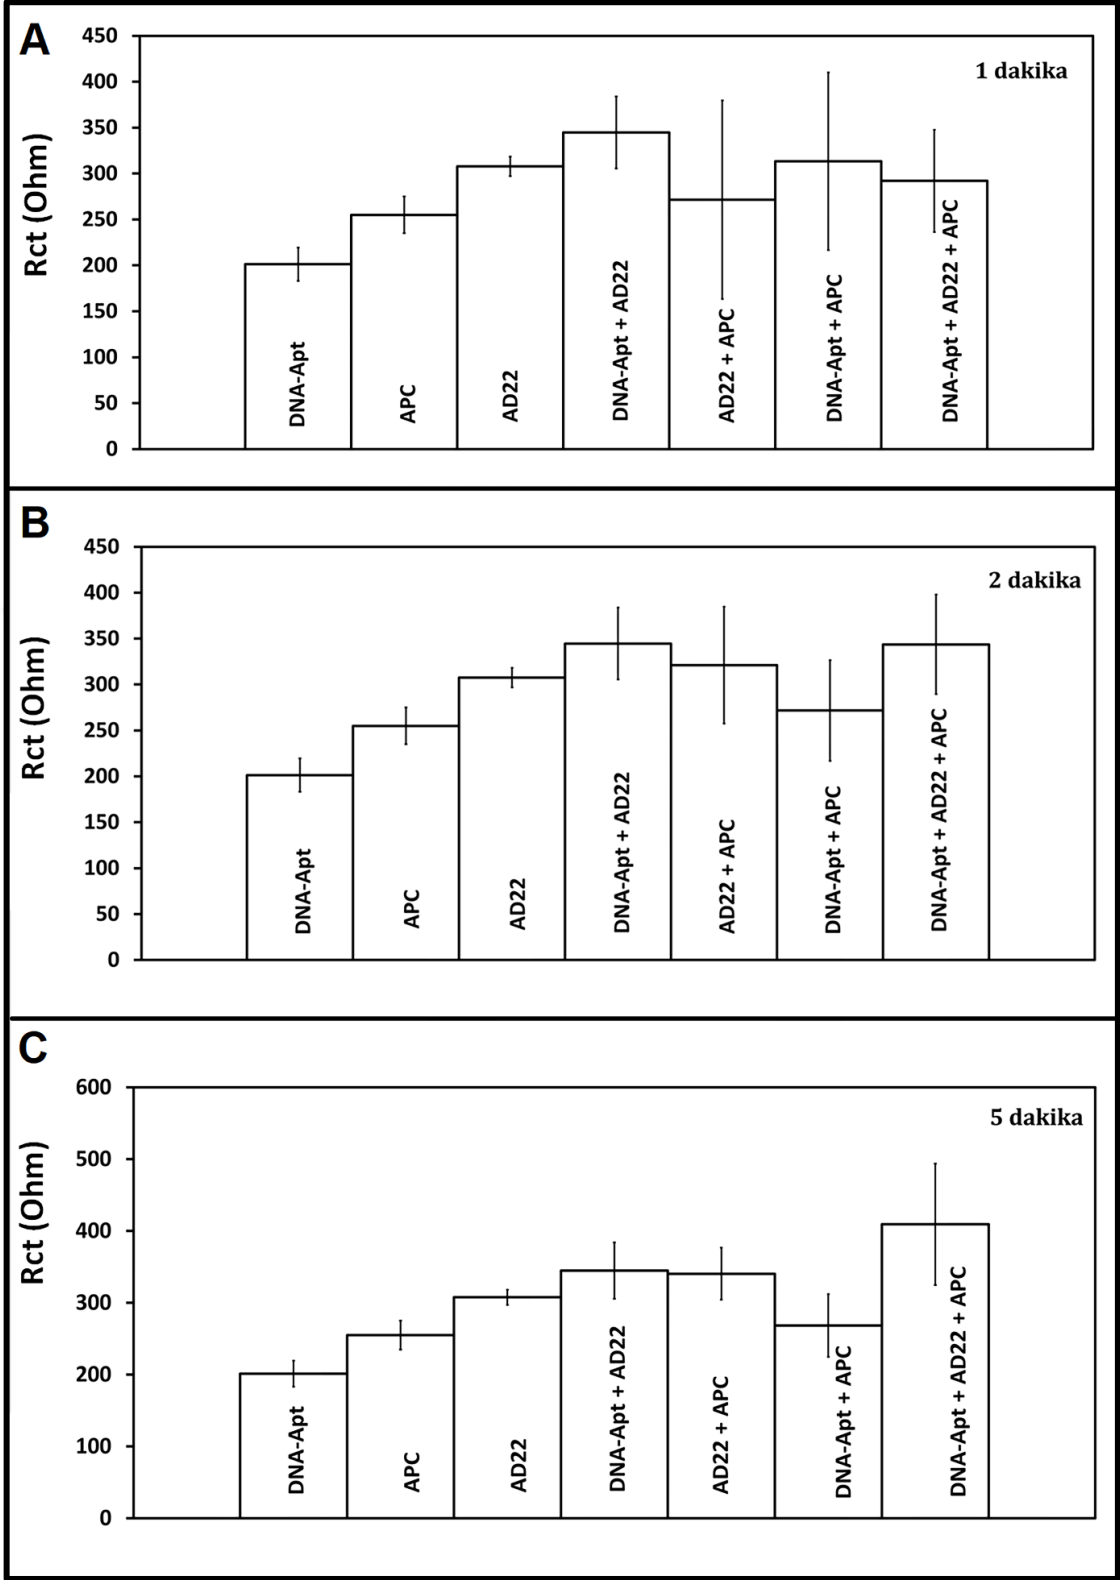 A
450
400
350
300
250
200
150
100
50
0
Rct (Ohm)
1 dakika
DNA-Apt
APC
AD22
DNA-Apt + AD22
AD22 + APC
DNA-Apt + APC
DNA-Apt + AD22 + APC
B
450
400
350
300
250
200
150
100
50
0
Rct (Ohm)
2 dakika
DNA-Apt
APC
AD22
DNA-Apt + AD22
AD22 + APC
DNA-Apt + APC
DNA-Apt + AD22 + APC
C
600
500
400
300
200
100
0
Rct (Ohm)
5 dakika
DNA-Apt
APC
AD22
DNA-Apt + AD22
AD22 + APC
DNA-Apt + APC
DNA-Apt + AD22 + APC